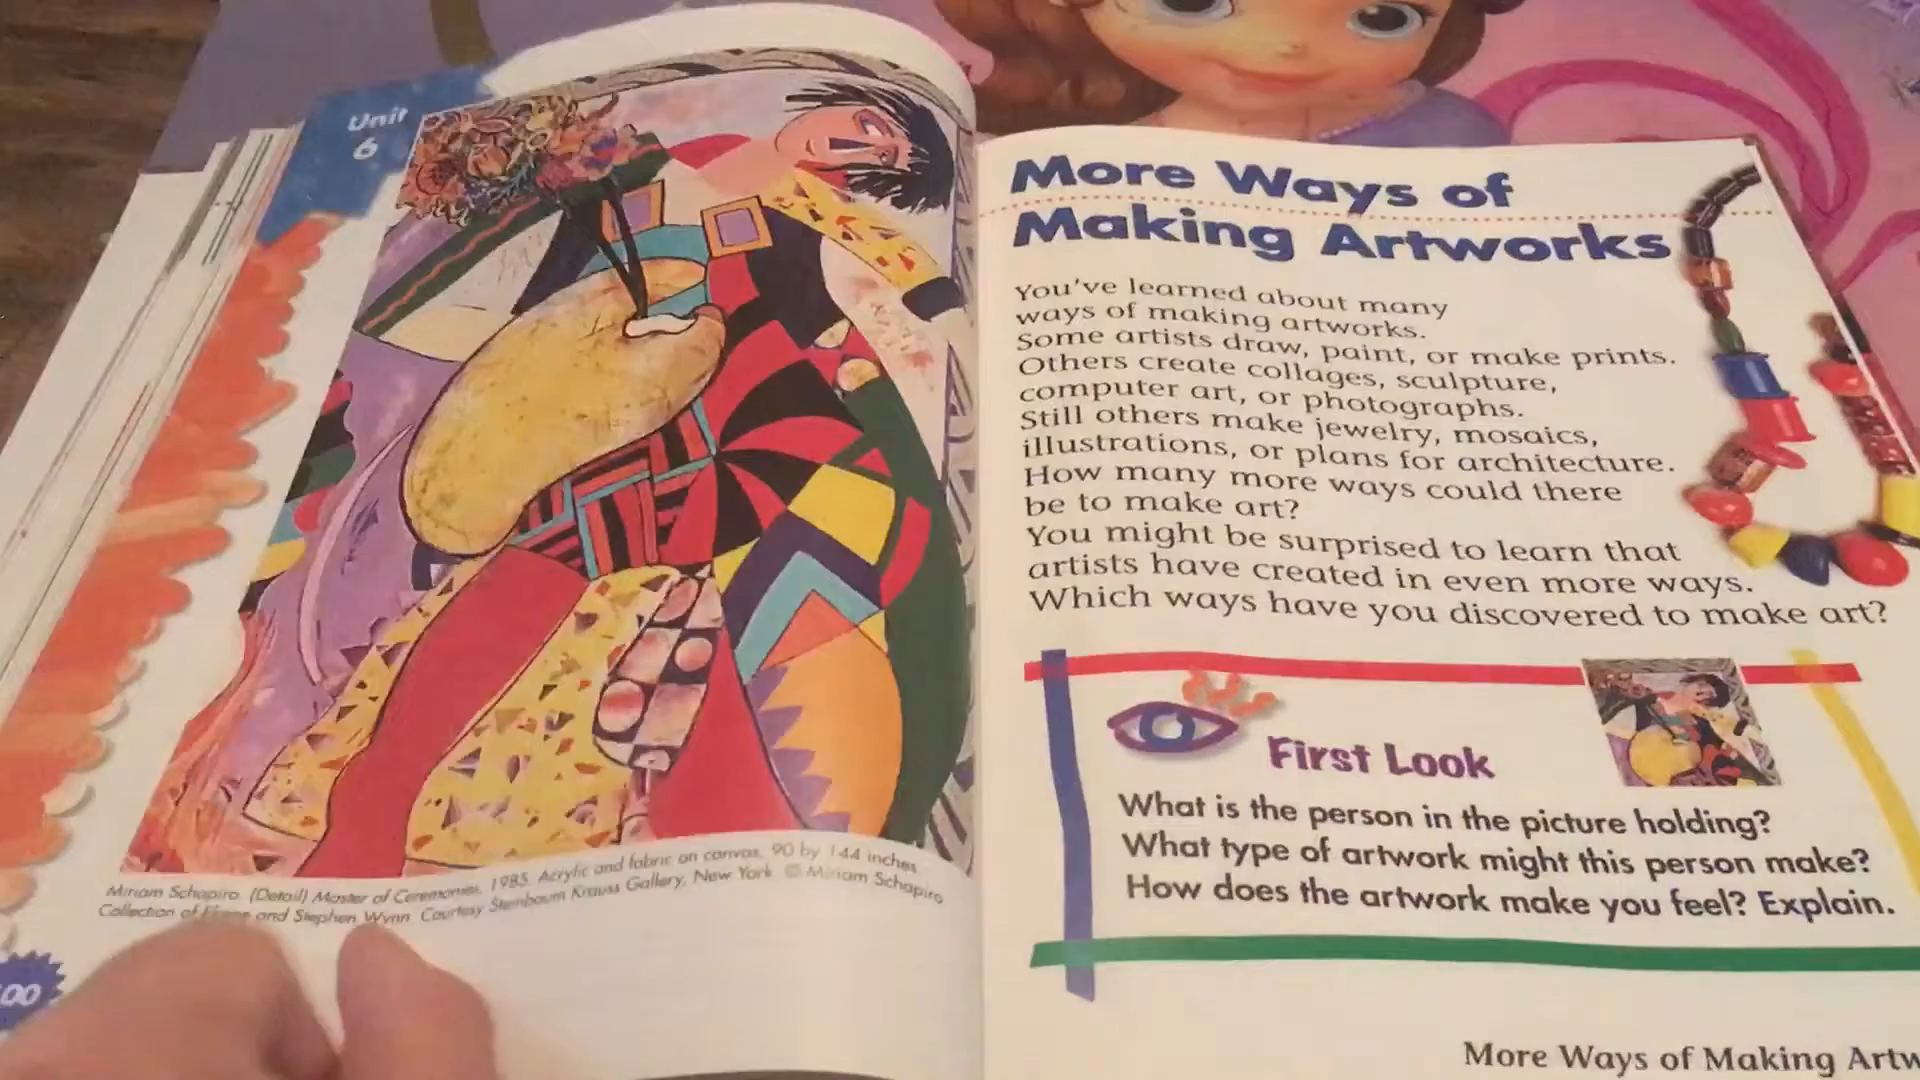 Unit
6
Miriam Schapiro. (Detail) Master of Ceremonies, 1985. Acrylic and fabric on canvas, 90 by 144 inches.
Collection of Elaine and Stephen Wynn. Courtesy Steinbaum Krauss Gallery, New York. © Miriam Schapiro
00
More Ways of
Making Artworks
You've learned about many
ways of making artworks.
Some artists draw, paint, or make prints.
Others create collages, sculpture,
computer art, or photographs.
Still others make jewelry, mosaics,
illustrations, or plans for architecture.
How many more ways could there
be to make art?
You might be surprised to learn that
artists have created in even more ways.
Which ways have you discovered to make art?
First Look
What is the person in the picture holding?
What type of artwork might this person make?
How does the artwork make you feel? Explain.
More Ways of Making Artw